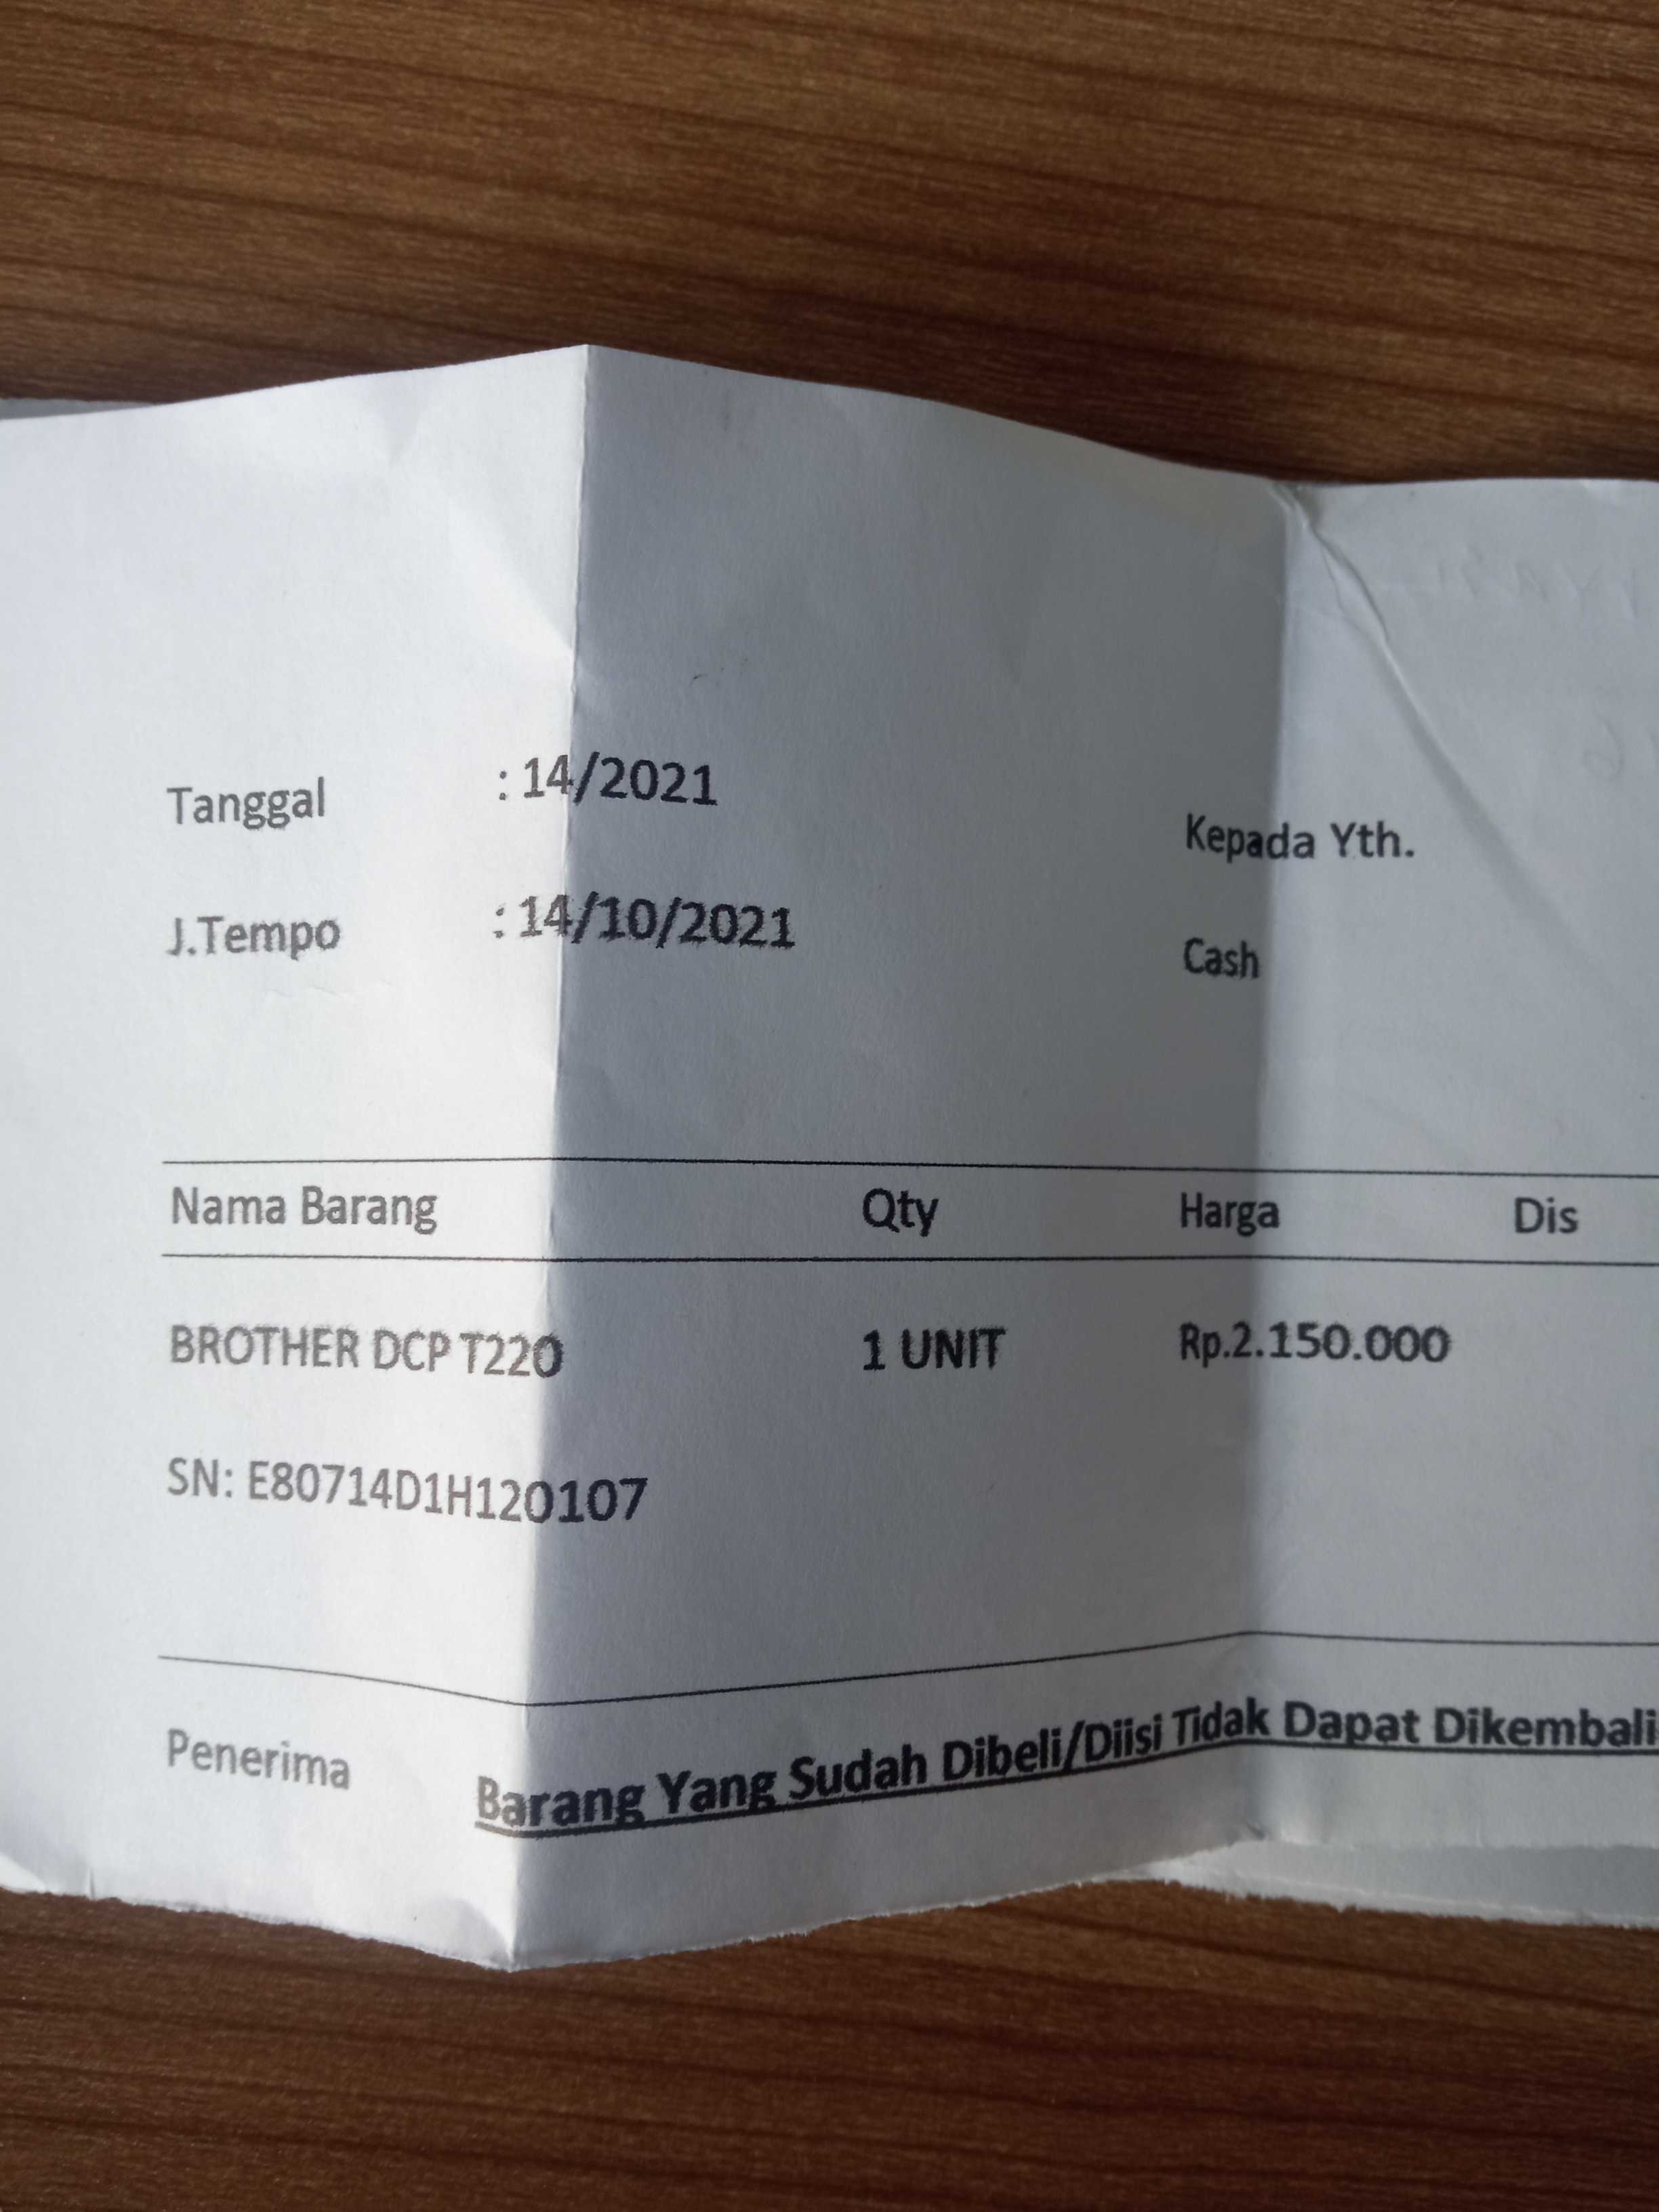 Tanggal : 14/2021
Kepada Yth.
J.Tempo : 14/10/2021
Cash
Nama Barang Qty Harga Dis
BROTHER DCP T220 1 UNIT Rp.2.150.000
SN: E80714D1H120107
Penerima Barang Yang Sudah Dibeli/Diisi Tidak Dapat Dikembali